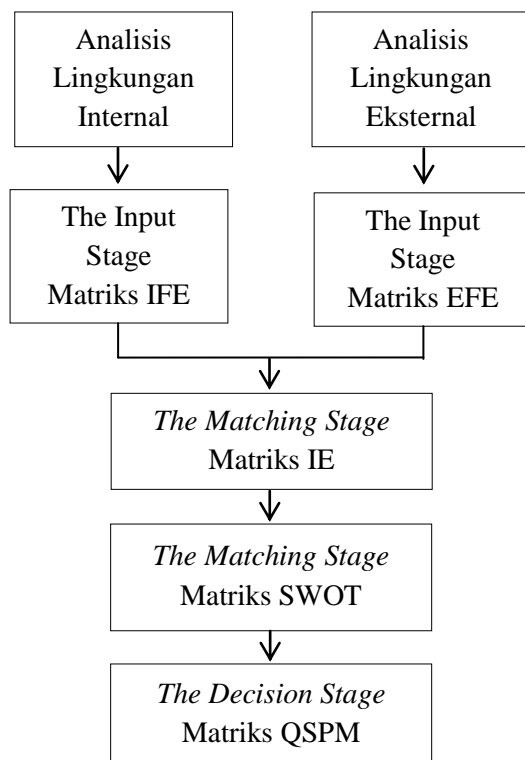 Analisis
Lingkungan
Internal
Analisis
Lingkungan
Eksternal
The Input
Stage
Matriks IFE
The Input
Stage
Matriks EFE
The Matching Stage
Matriks IE
The Matching Stage
Matriks SWOT
The Decision Stage
Matriks QSPM